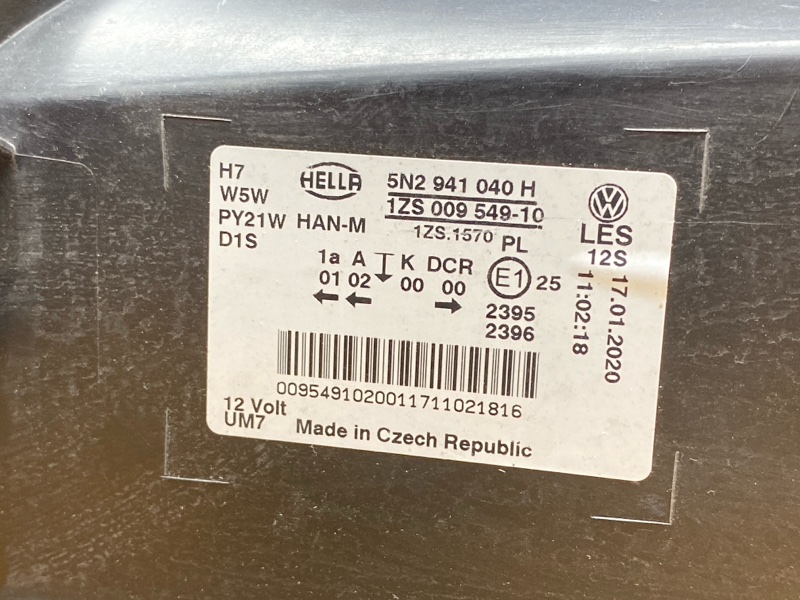 H7
W5W
PY21W
D1S
HELLA
HAN-M
5N2 941 040 H
1ZS 009 549-10
1ZS.1570 PL
1a A K DCR
01 02 00 00
E1 25
2395
2396
VW
LES
12S
17.01.2020
11:02:18
0095491020011711021816
12 Volt
UM7
Made in Czech Republic